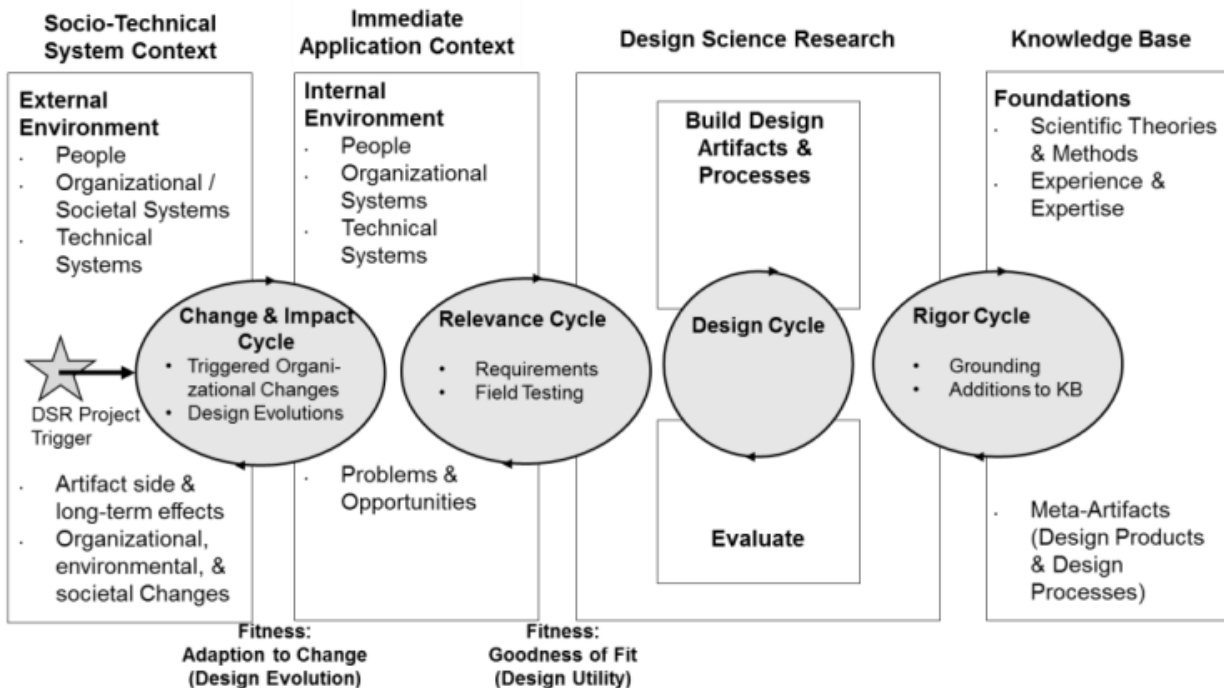 Socio-Technical
System Context
Immediate
Application Context
Design Science Research
Knowledge Base
External
Environment
. People
. Organizational /
Societal Systems
. Technical
Systems
DSR Project
Trigger
. Artifact side &
long-term effects
. Organizational,
environmental, &
societal Changes
Change & Impact
Cycle
• Triggered Organi-
zational Changes
• Design Evolutions
Internal
Environment
. People
. Organizational
Systems
. Technical
Systems
. Problems &
Opportunities
Relevance Cycle
• Requirements
• Field Testing
Build Design
Artifacts &
Processes
Design Cycle
Evaluate
Rigor Cycle
• Grounding
• Additions to KB
Foundations
. Scientific Theories
& Methods
. Experience &
Expertise
. Meta-Artifacts
(Design Products
& Design
Processes)
Fitness:
Adaption to Change
(Design Evolution)
Fitness:
Goodness of Fit
(Design Utility)